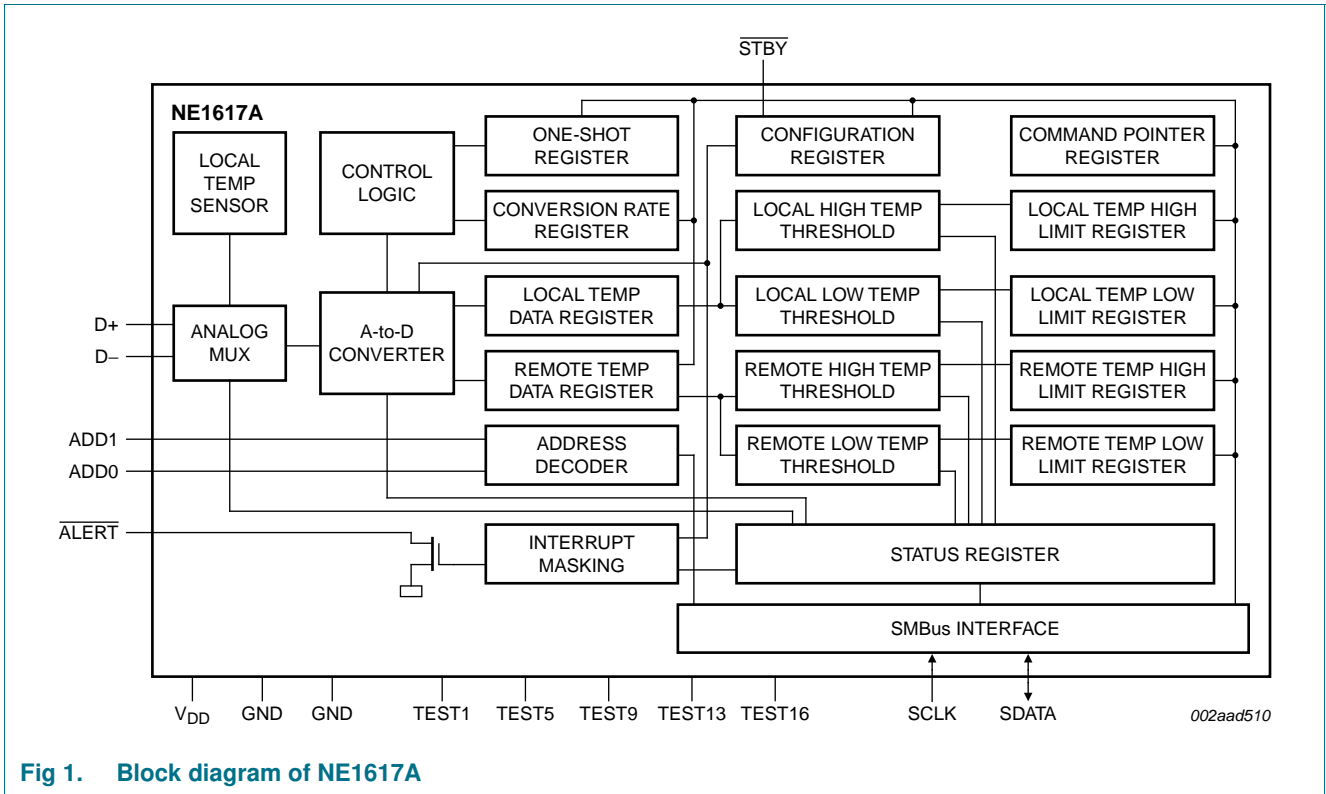 STBY
NE1617A
LOCAL
TEMP
SENSOR
CONTROL
LOGIC
ONE-SHOT
REGISTER
CONFIGURATION
REGISTER
COMMAND POINTER
REGISTER
CONVERSION RATE
REGISTER
LOCAL HIGH TEMP
THRESHOLD
LOCAL TEMP HIGH
LIMIT REGISTER
D+
D−
ANALOG
MUX
A-to-D
CONVERTER
LOCAL TEMP
DATA REGISTER
LOCAL LOW TEMP
THRESHOLD
LOCAL TEMP LOW
LIMIT REGISTER
REMOTE TEMP
DATA REGISTER
REMOTE HIGH TEMP
THRESHOLD
REMOTE TEMP HIGH
LIMIT REGISTER
ADD1
ADD0
ADDRESS
DECODER
REMOTE LOW TEMP
THRESHOLD
REMOTE TEMP LOW
LIMIT REGISTER
ALERT
INTERRUPT
MASKING
STATUS REGISTER
SMBus INTERFACE
VDD GND GND TEST1 TEST5 TEST9 TEST13 TEST16 SCLK SDATA
002aad510
Fig 1. Block diagram of NE1617A